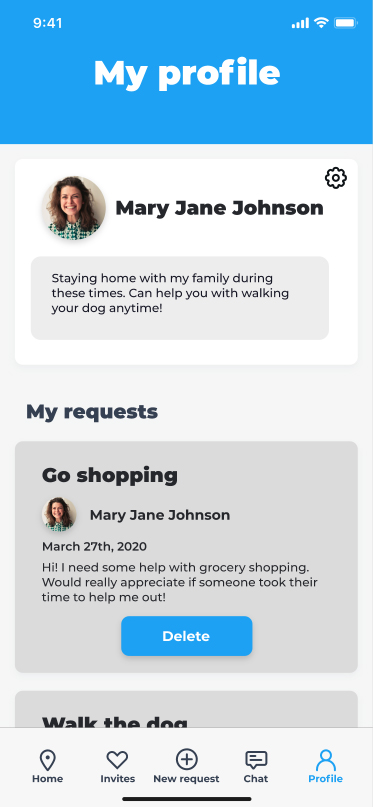 9:41
My profile
Mary Jane Johnson
Staying home with my family during
these times. Can help you with walking
your dog anytime!
My requests
Go shopping
Mary Jane Johnson
March 27th, 2020
Hi! I need some help with grocery shopping.
Would really appreciate if someone took their
time to help me out!
Delete
Walk the dog
Home Invites New request Chat Profile